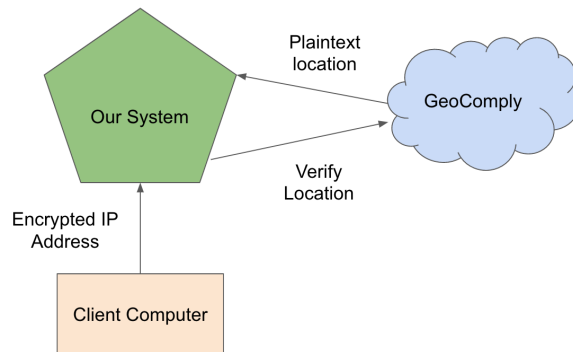 Plaintext
location
GeoComply
Our System
Verify
Location
Encrypted IP
Address
Client Computer